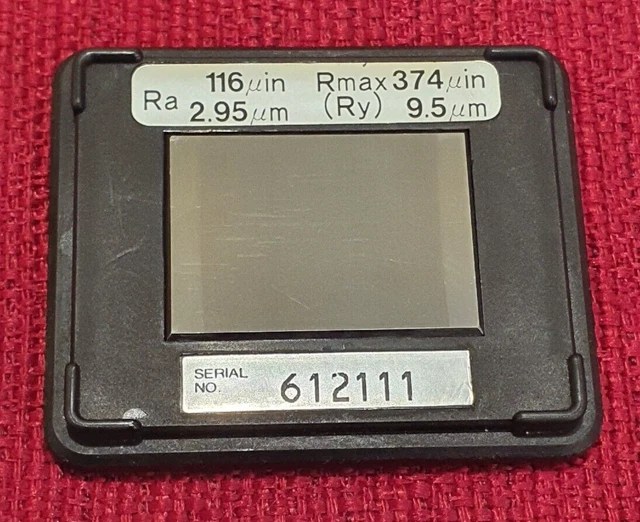 Ra 116μin Rmax 374μin
2.95μm (Ry) 9.5μm
SERIAL
NO. 612111